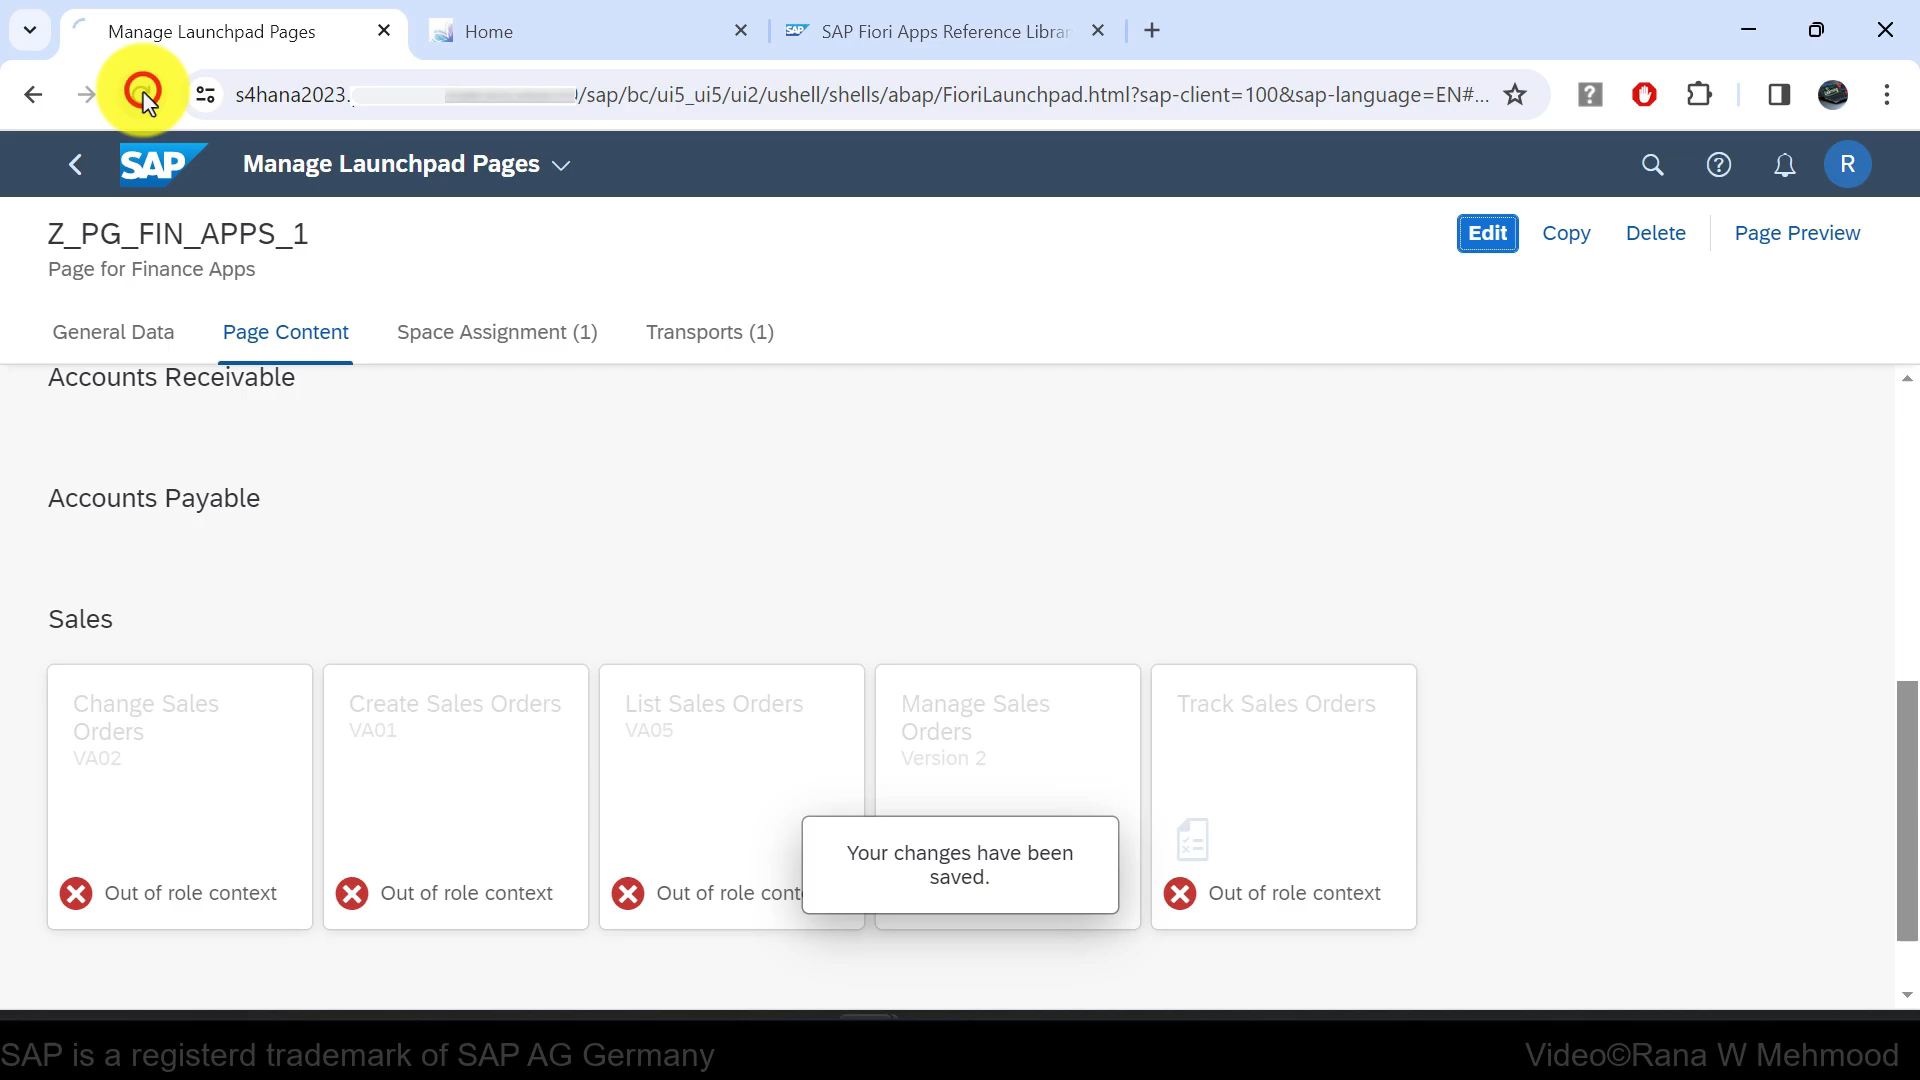 Manage Launchpad Pages
Home
SAP SAP Fiori Apps Reference Librar
s4hana2023. /sap/bc/ui5_ui5/ui2/ushell/shells/abap/FioriLaunchpad.html?sap-client=100&sap-language=EN#...
SAP Manage Launchpad Pages
R
Z_PG_FIN_APPS_1
Page for Finance Apps
Edit Copy Delete Page Preview
General Data Page Content Space Assignment (1) Transports (1)
Accounts Receivable
Accounts Payable
Sales
Change Sales
Orders
VA02
Out of role context
Create Sales Orders
VA01
Out of role context
List Sales Orders
VA05
Out of role cont
Manage Sales
Orders
Version 2
Track Sales Orders
Out of role context
Your changes have been
saved.
SAP is a registerd trademark of SAP AG Germany
Video©Rana W Mehmood